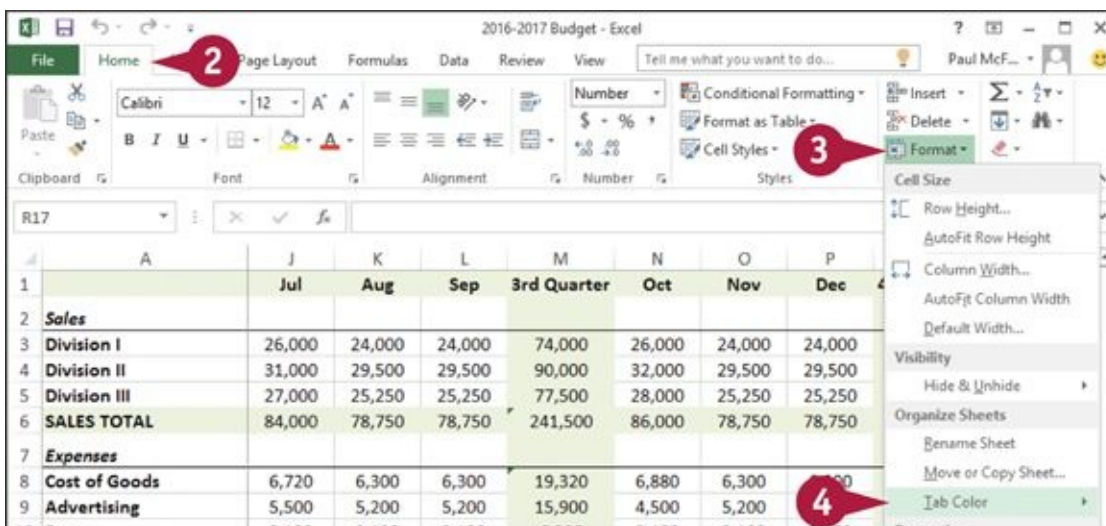 2016-2017 Budget - Excel ?
File Home 2 Page Layout Formulas Data Review View Tell me what you want to do... Paul McF...
Calibri 12 A A Number Conditional Formatting Insert Σ
Paste B I U A $ % , Format as Table Delete
Cell Styles 3 Format
Clipboard Font Alignment Number Styles
Cell Size
R17 fx Row Height...
AutoFit Row Height
A J K L M N O P
Column Width...
1 Jul Aug Sep 3rd Quarter Oct Nov Dec
AutoFit Column Width
2 Sales
Default Width...
3 Division I 26,000 24,000 24,000 74,000 26,000 24,000 24,000
Visibility
4 Division II 31,000 29,500 29,500 90,000 32,000 29,500 29,500
Hide & Unhide
5 Division III 27,000 25,250 25,250 77,500 28,000 25,250 25,250
Organize Sheets
6 SALES TOTAL 84,000 78,750 78,750 241,500 86,000 78,750 78,750
Rename Sheet
7 Expenses
Move or Copy Sheet...
8 Cost of Goods 6,720 6,300 6,300 19,320 6,880 6,300
4 Tab Color
9 Advertising 5,500 5,200 5,200 15,900 4,500 5,200